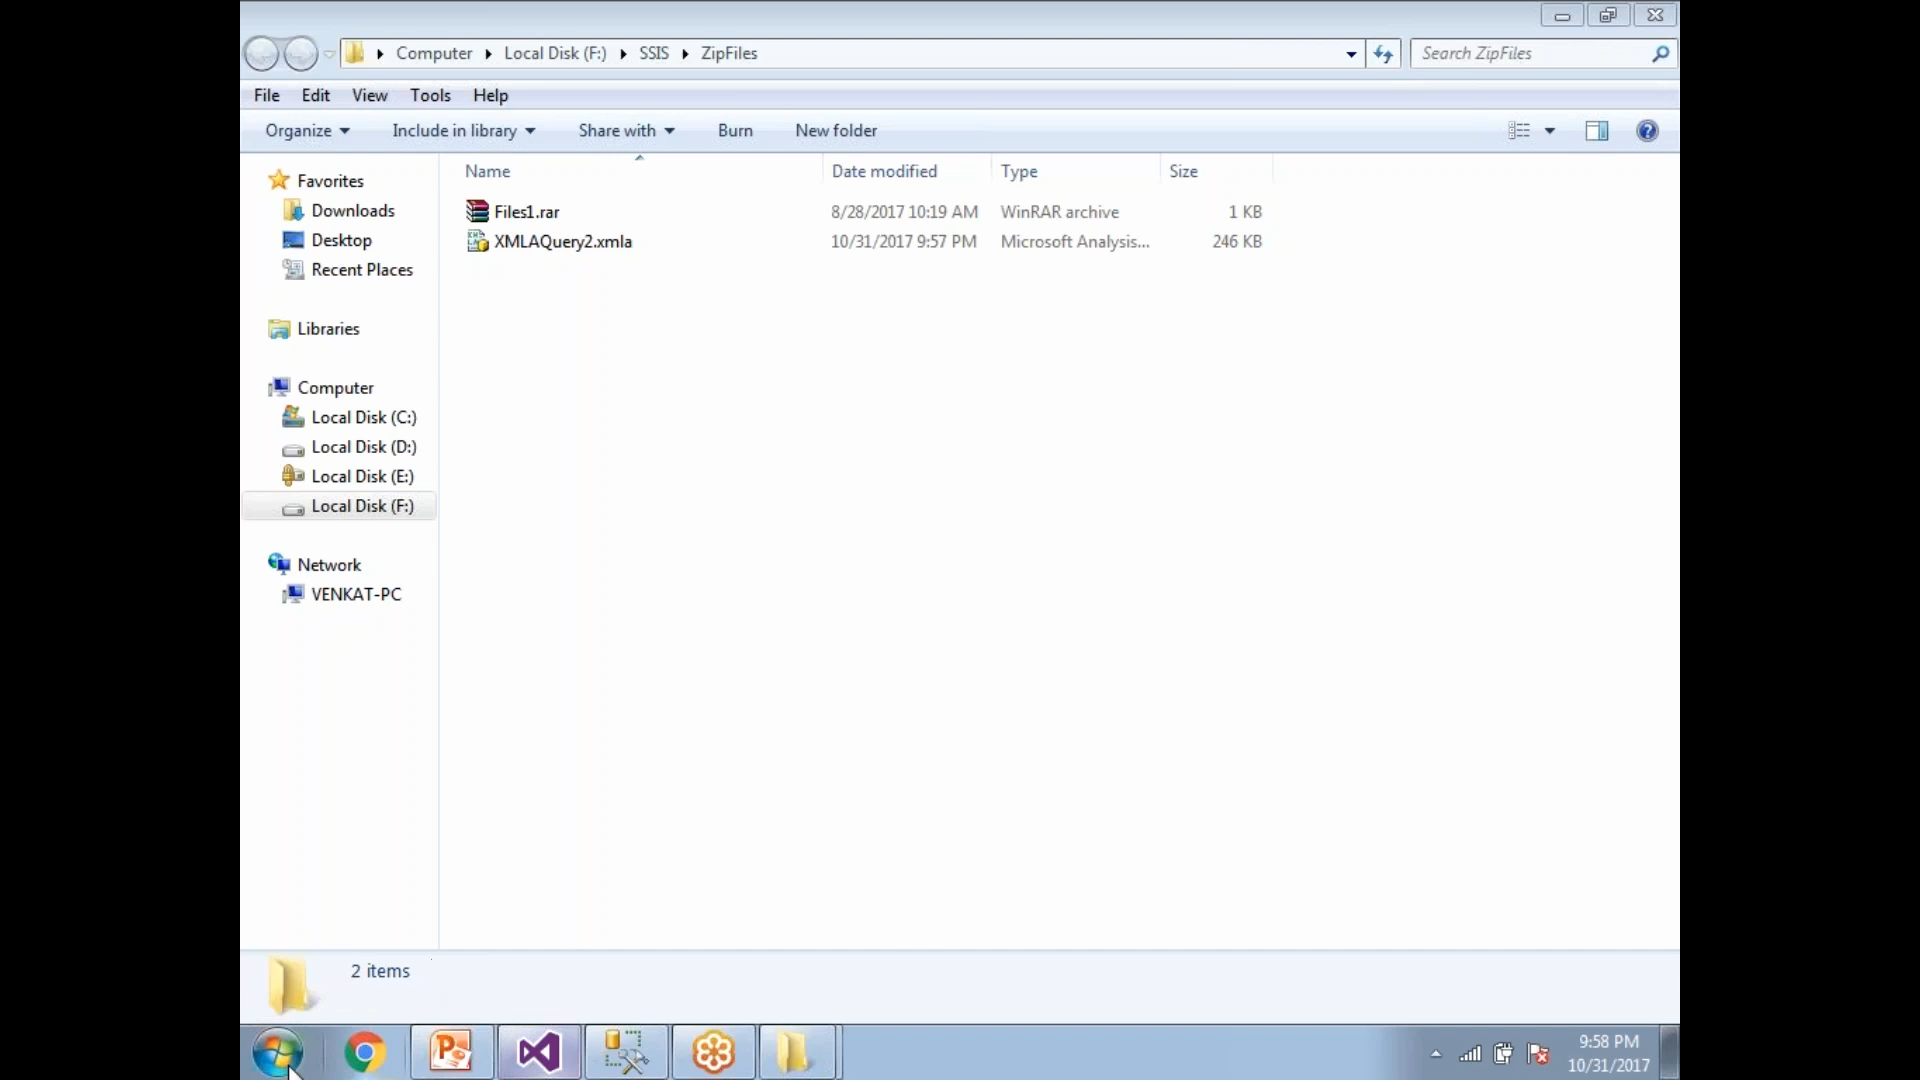 Computer Local Disk (F:) SSIS ZipFiles Search ZipFiles
File Edit View Tools Help
Organize Include in library Share with Burn New folder
Name Date modified Type Size
Files1.rar 8/28/2017 10:19 AM WinRAR archive 1 KB
XMLAQuery2.xmla 10/31/2017 9:57 PM Microsoft Analysis... 246 KB
Favorites
Downloads
Desktop
Recent Places
Libraries
Computer
Local Disk (C:)
Local Disk (D:)
Local Disk (E:)
Local Disk (F:)
Network
VENKAT-PC
2 items
9:58 PM
10/31/2017